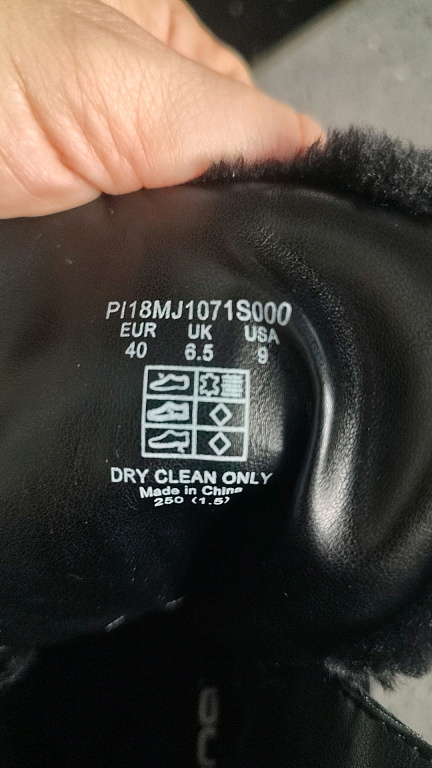 PI18MJ1071S000
EUR UK USA
40 6.5 9
DRY CLEAN ONLY
Made in China
250 (1.5)